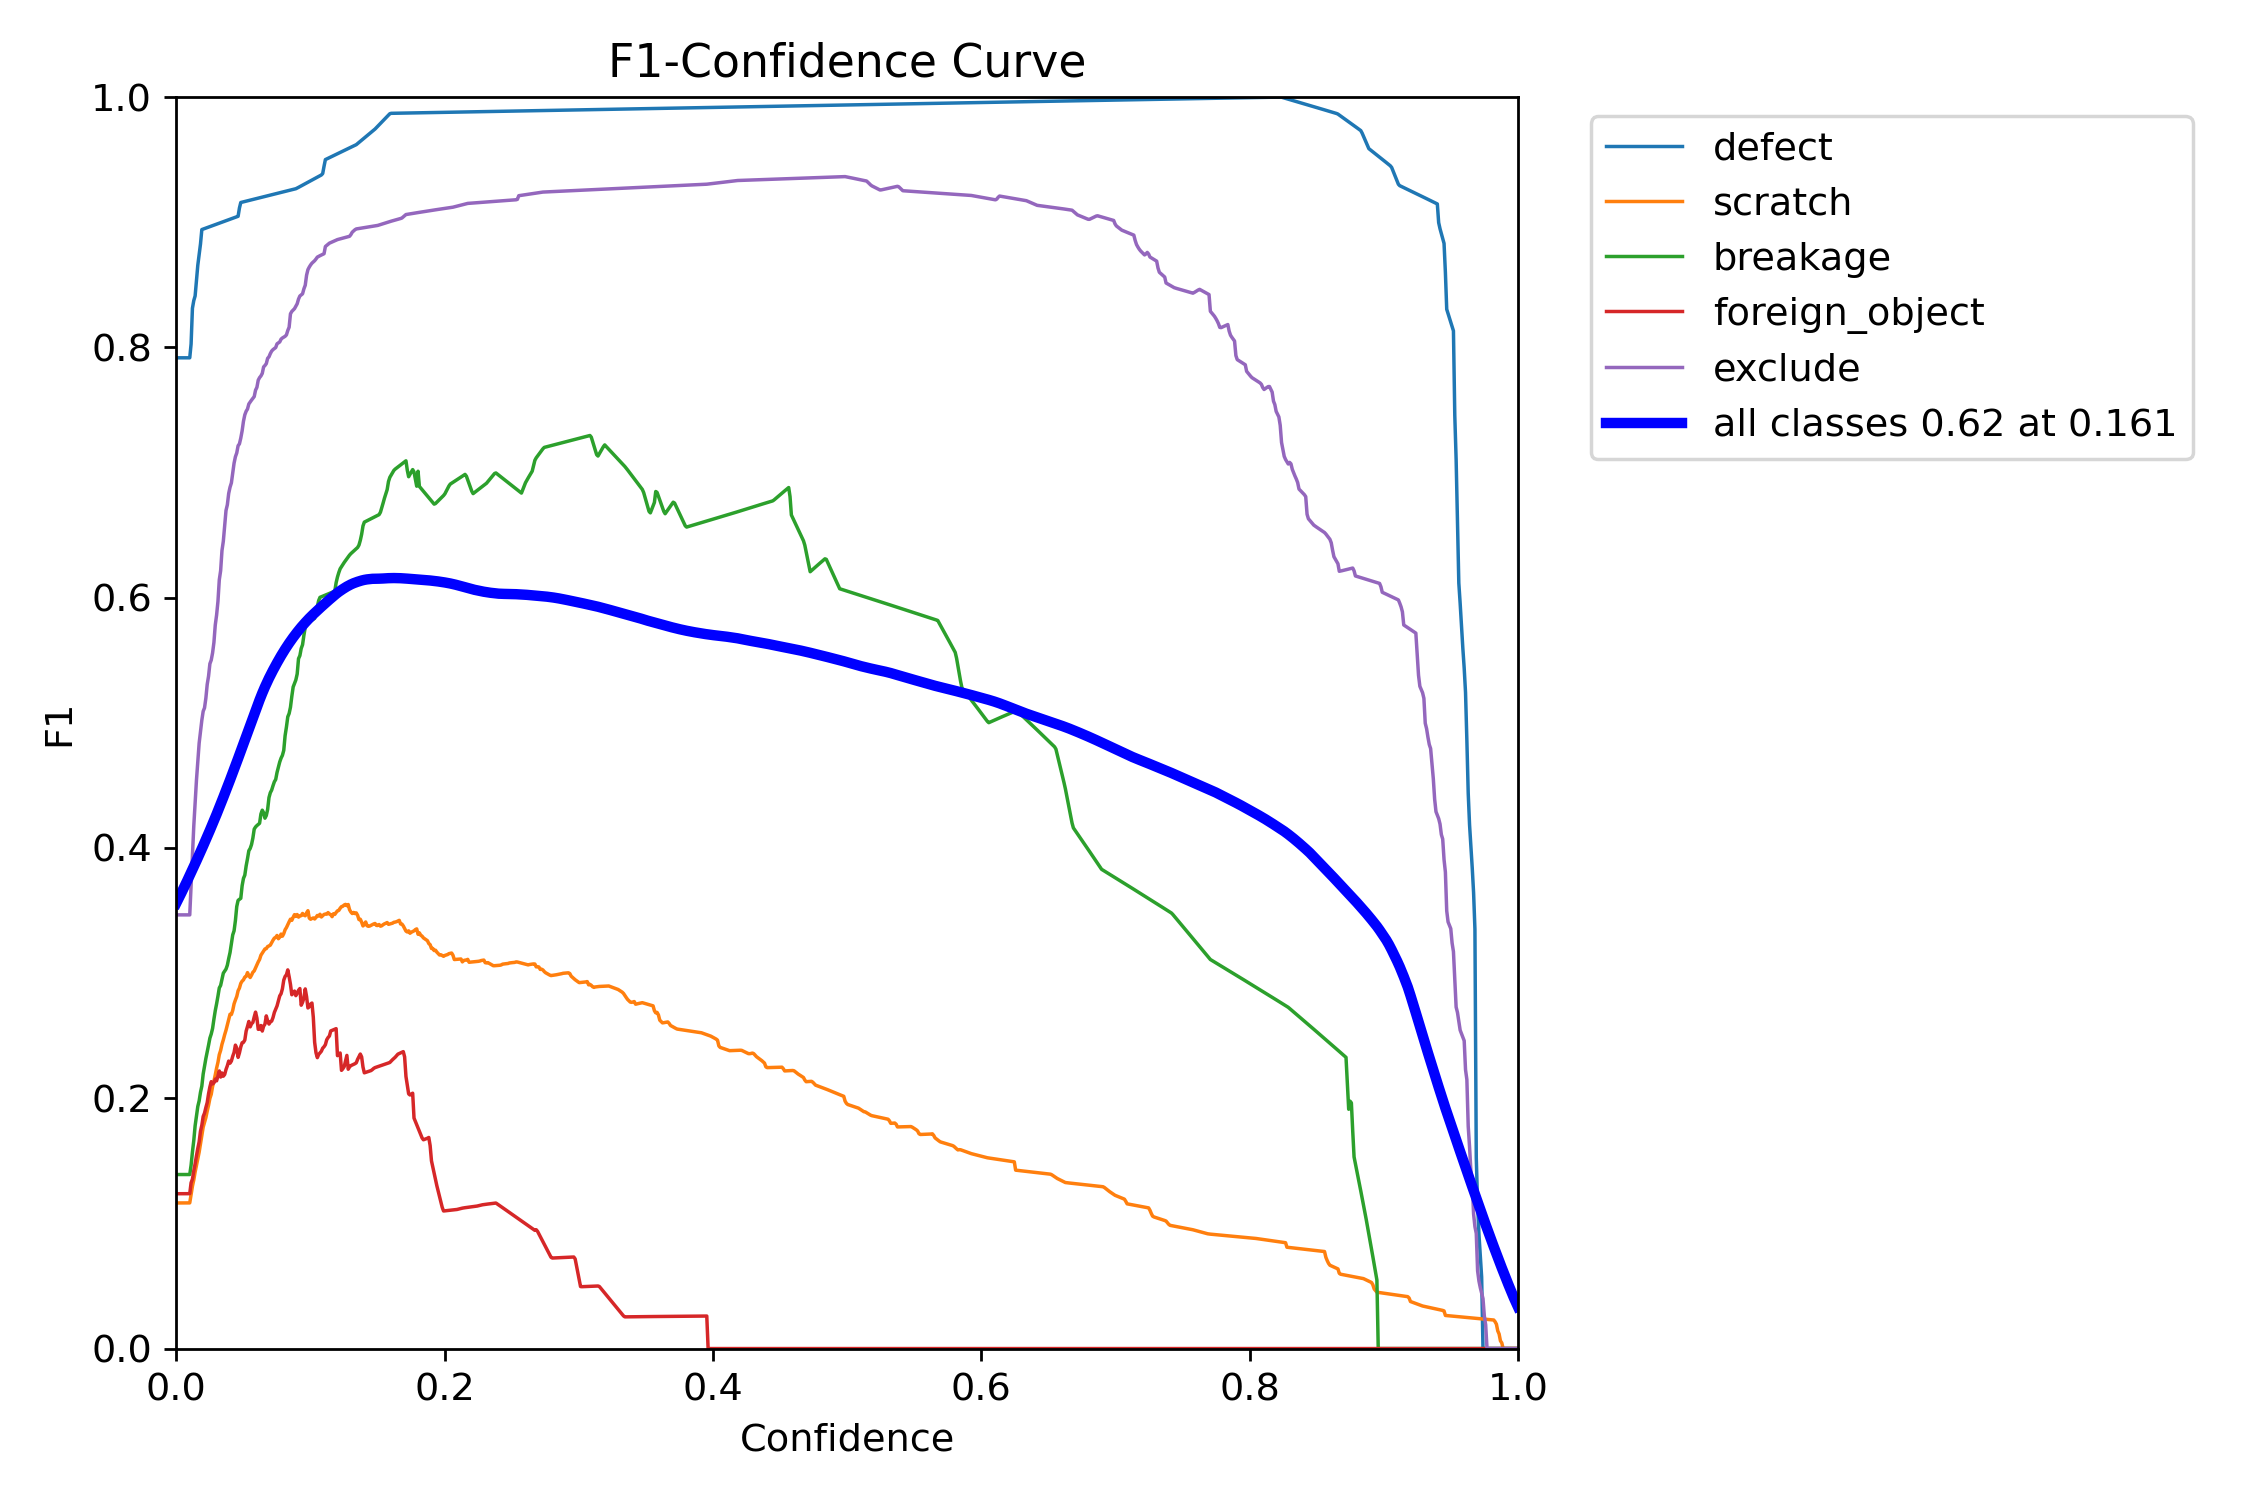 F1-Confidence Curve
1.0
0.8
0.6
0.4
0.2
0.0
F1
0.0 0.2 0.4 0.6 0.8 1.0
Confidence
defect
scratch
breakage
foreign_object
exclude
all classes 0.62 at 0.161